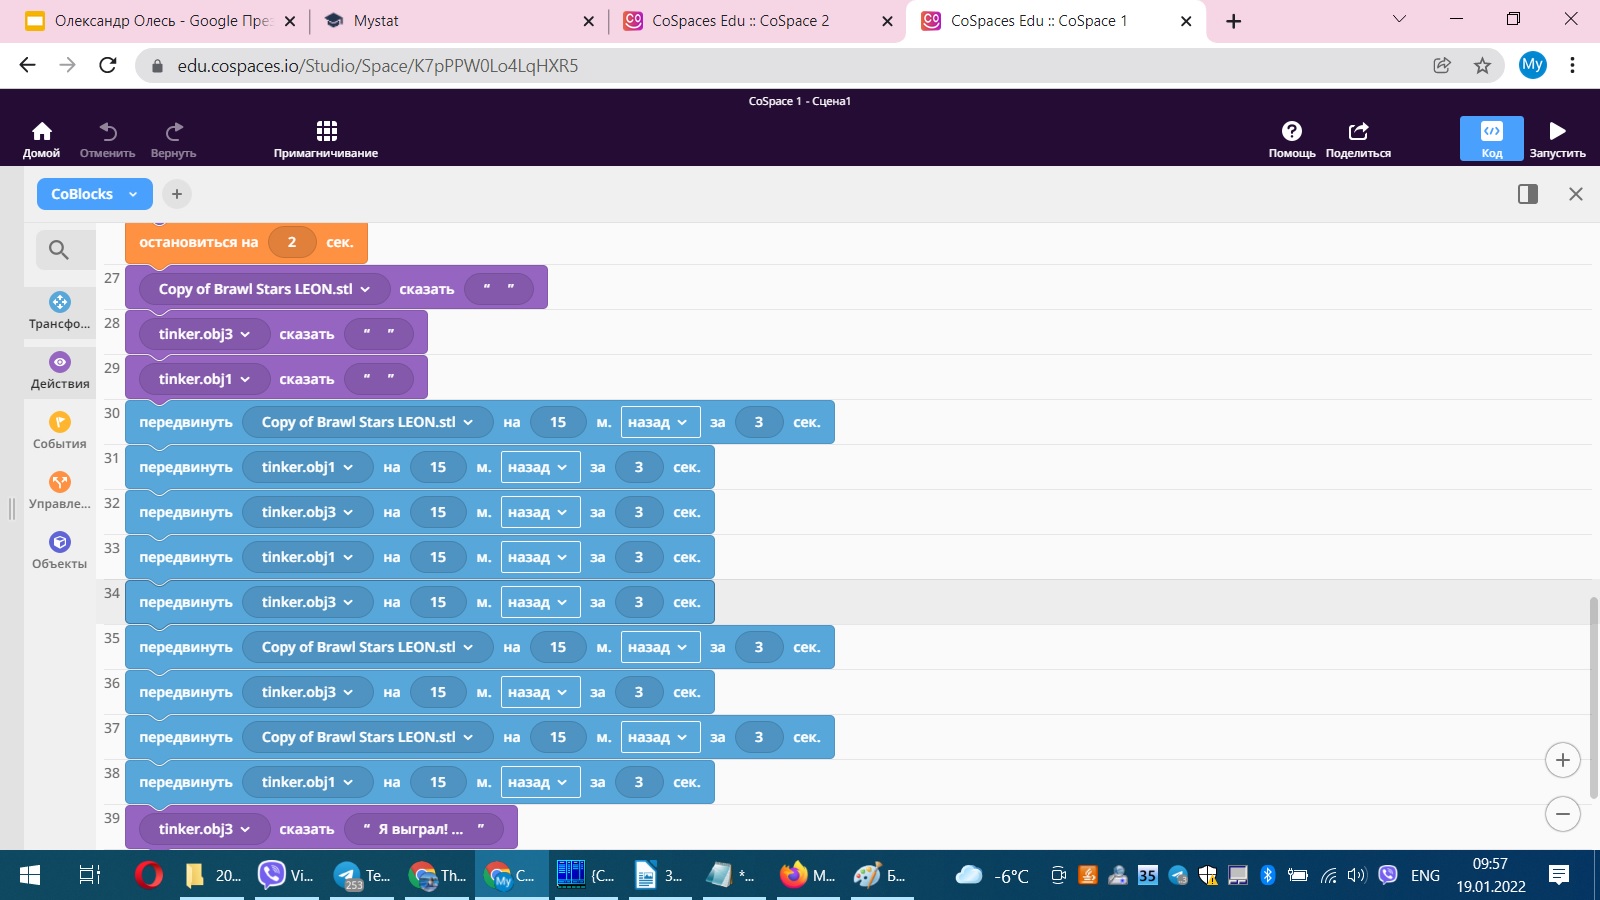 Олександр Олесь - Google Пре
Mystat
CoSpaces Edu :: CoSpace 2
CoSpaces Edu :: CoSpace 1
edu.cospaces.io/Studio/Space/K7pPPW0Lo4LqHXR5
My
CoSpace 1 - Сцена1
Домой
Отменить
Вернуть
Примагничивание
Помощь
Поделиться
Код
Запустить
CoBlocks
Трансфо...
Действия
События
Управле...
Объекты
остановиться на 2 сек.
27 Copy of Brawl Stars LEON.stl сказать “ ”
28 tinker.obj3 сказать “ ”
29 tinker.obj1 сказать “ ”
30 передвинуть Copy of Brawl Stars LEON.stl на 15 м. назад за 3 сек.
31 передвинуть tinker.obj1 на 15 м. назад за 3 сек.
32 передвинуть tinker.obj3 на 15 м. назад за 3 сек.
33 передвинуть tinker.obj1 на 15 м. назад за 3 сек.
34 передвинуть tinker.obj3 на 15 м. назад за 3 сек.
35 передвинуть Copy of Brawl Stars LEON.stl на 15 м. назад за 3 сек.
36 передвинуть tinker.obj3 на 15 м. назад за 3 сек.
37 передвинуть Copy of Brawl Stars LEON.stl на 15 м. назад за 3 сек.
38 передвинуть tinker.obj1 на 15 м. назад за 3 сек.
39 tinker.obj3 сказать “ Я выграл! ... ”
20...
Vi...
253
Te...
Th...
My
C...
{C...
З...
*...
M...
Б...
-6°C
35
ENG
09:57
19.01.2022